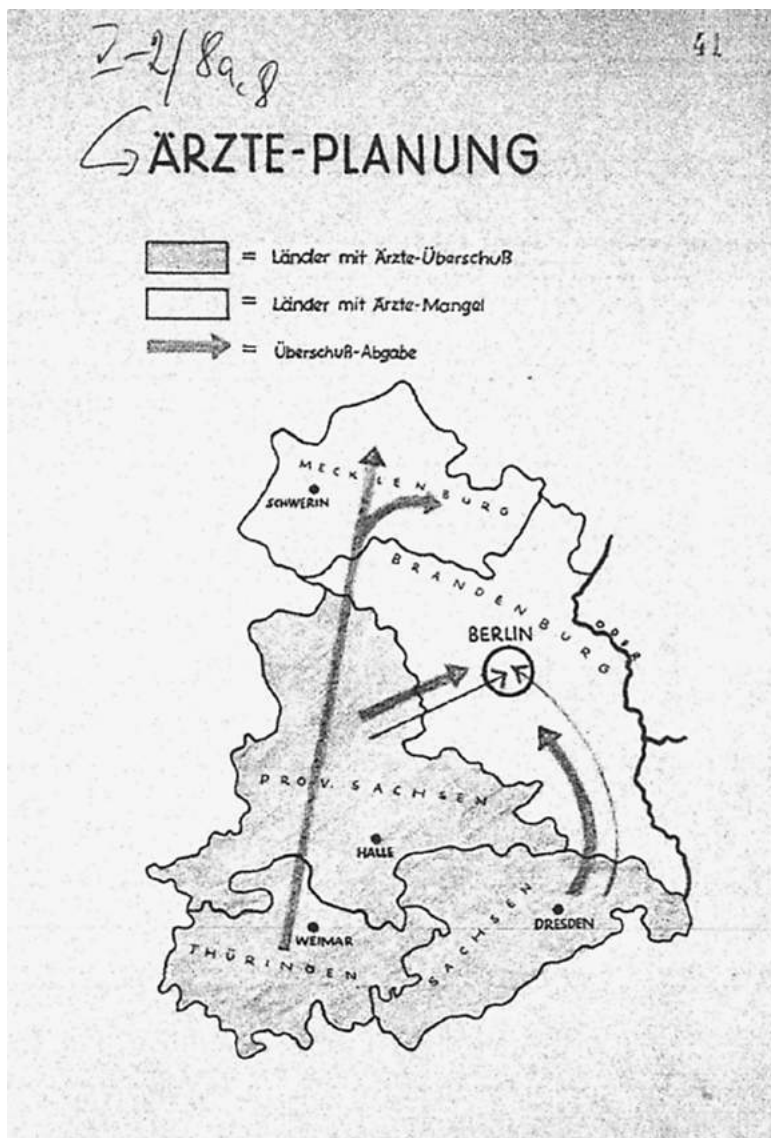 I-2/8a,8
41
ÄRZTE-PLANUNG
= Länder mit Ärzte-Überschuß
= Länder mit Ärzte-Mangel
= Überschuß-Abgabe
MECKLENBURG
SCHWERIN
BRANDENBURG
ODER
BERLIN
PROV. SACHSEN
HALLE
SACHSEN
DRESDEN
WEIMAR
THÜRINGEN